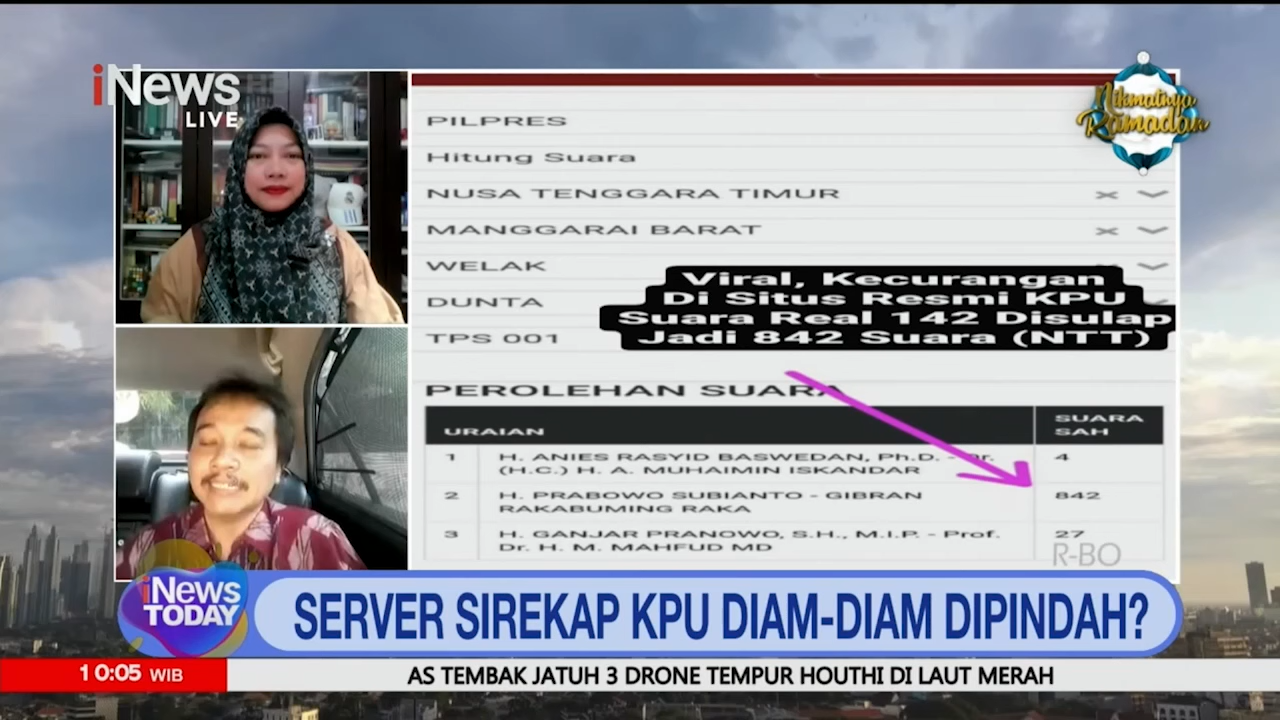 iNews
LIVE
Nikmatnya
Ramadan
PILPRES
Hitung Suara
NUSA TENGGARA TIMUR
MANGGARAI BARAT
WELAK
DUNTA
TPS 001
Viral, Kecurangan
Di Situs Resmi KPU
Suara Real 142 Disulap
Jadi 842 Suara (NTT)
PEROLEHAN SUARA
URAIAN
SUARA
SAH
1 H. ANIES RASYID BASWEDAN, Ph.D. - Dr. 4
(H.C.) H. A. MUHAIMIN ISKANDAR
2 H. PRABOWO SUBIANTO - GIBRAN 842
RAKABUMING RAKA
3 H. GANJAR PRANOWO, S.H., M.I.P. - Prof. 27
Dr. H. M. MAHFUD MD
R-BO
iNews
TODAY
SERVER SIREKAP KPU DIAM-DIAM DIPINDAH?
10:05 WIB
AS TEMBAK JATUH 3 DRONE TEMPUR HOUTHI DI LAUT MERAH